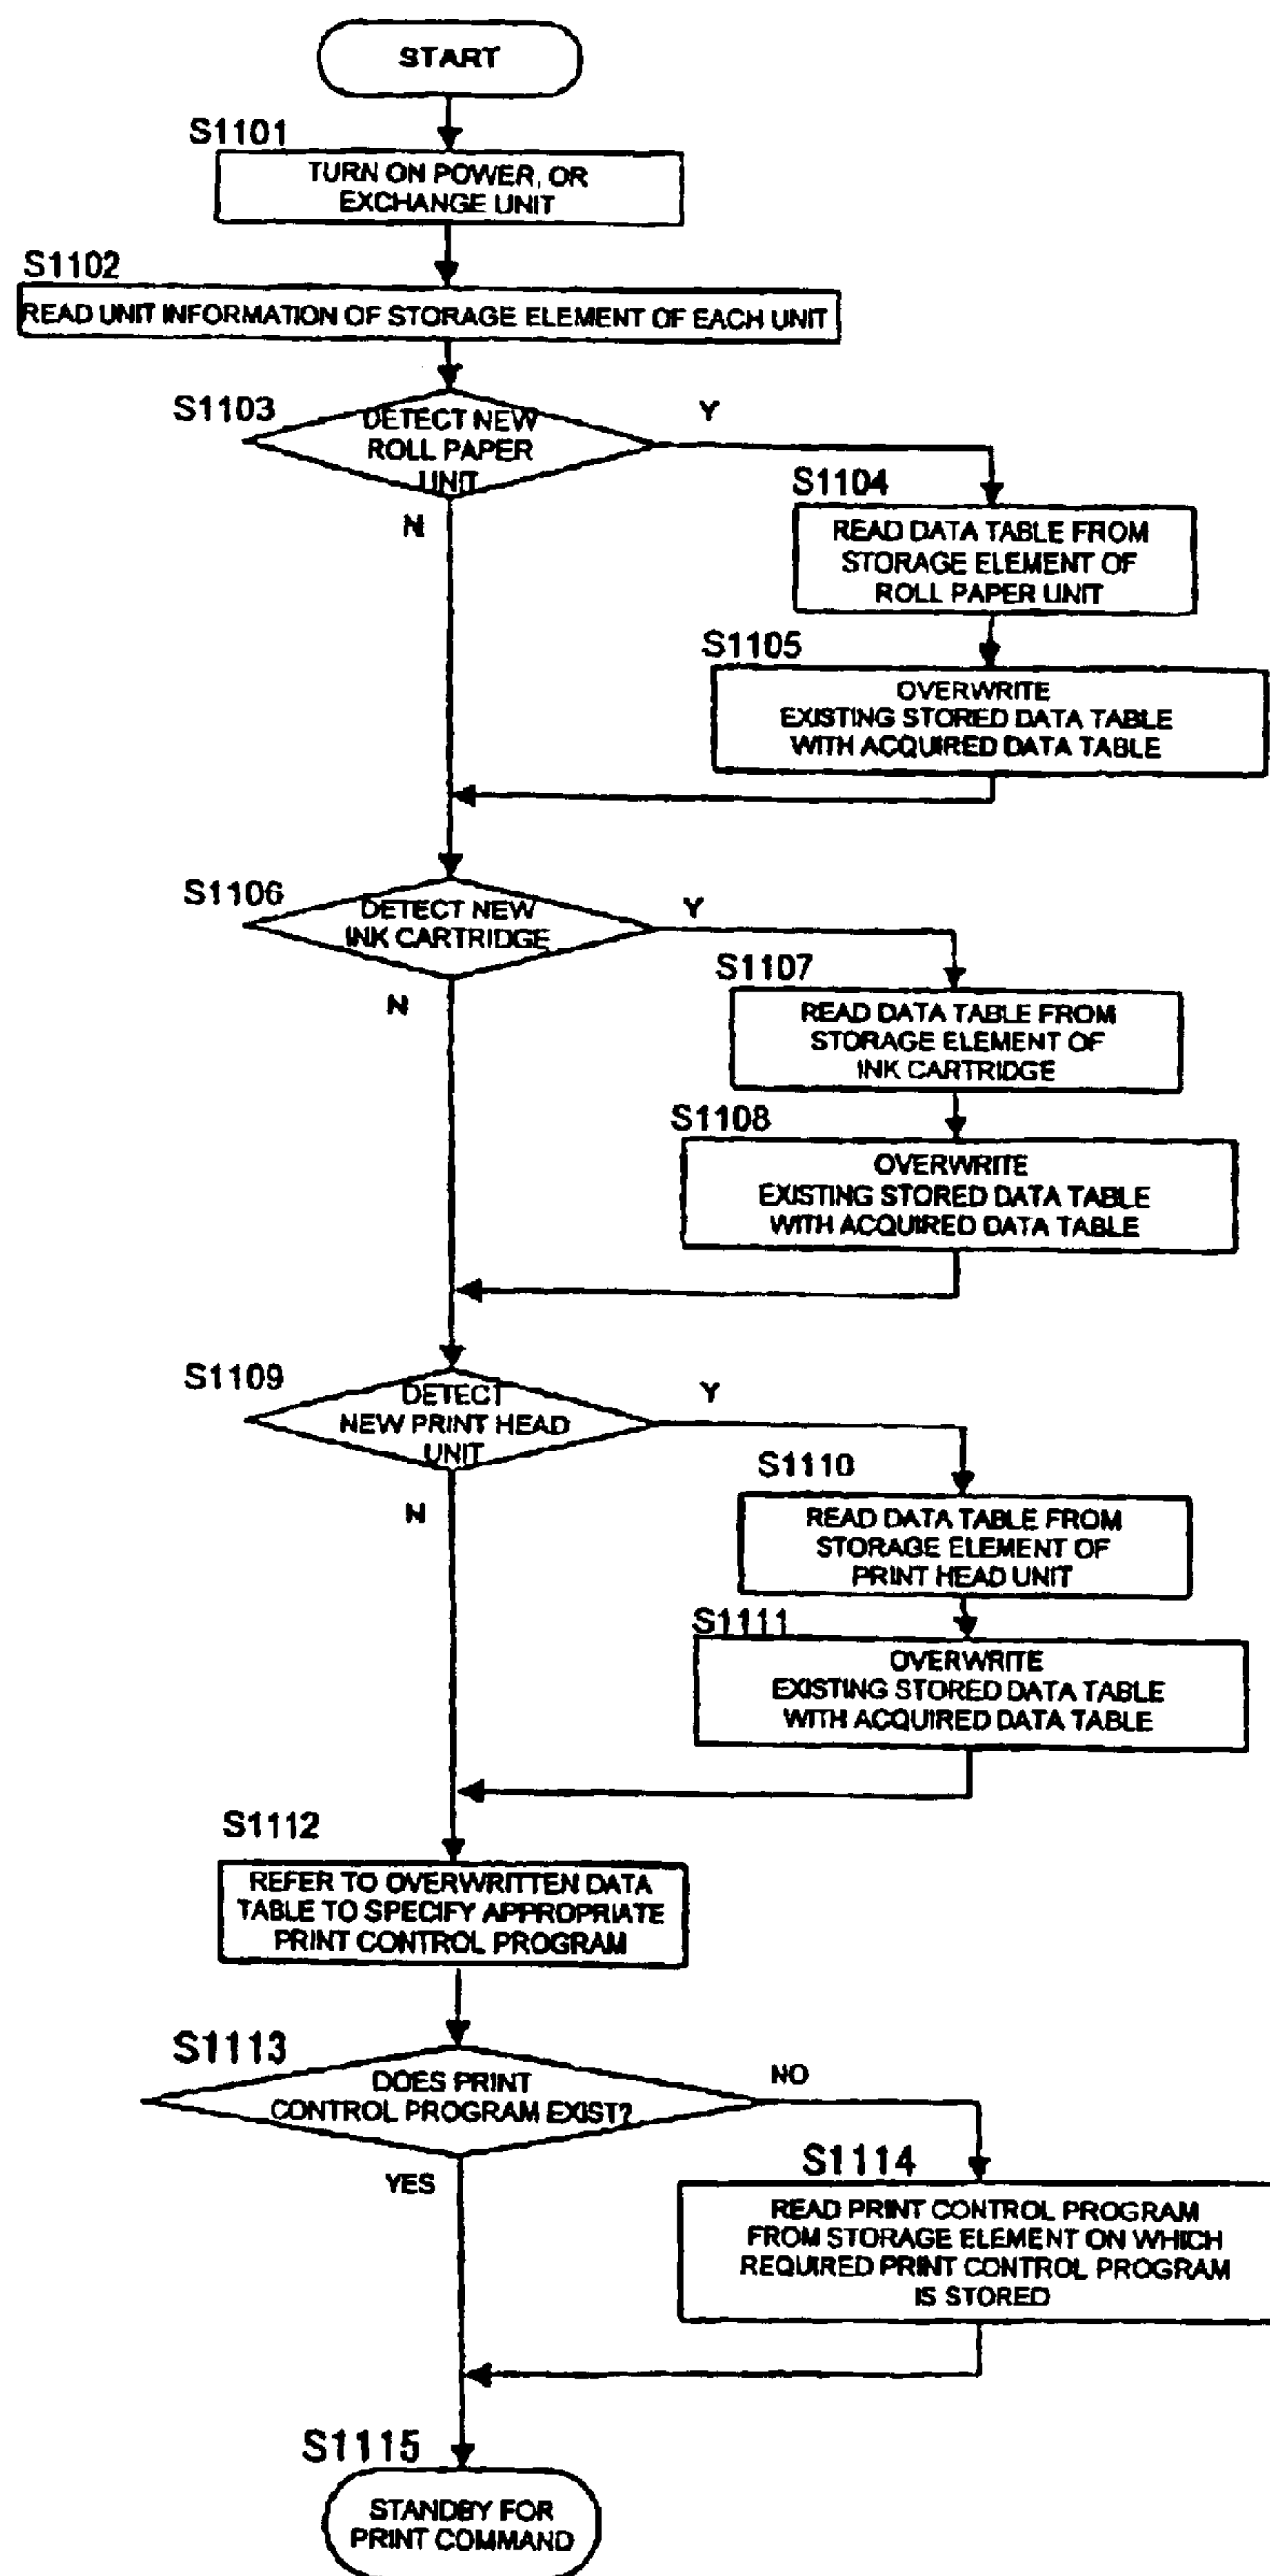 START
S1101
TURN ON POWER, OR
EXCHANGE UNIT
S1102
READ UNIT INFORMATION OF STORAGE ELEMENT OF EACH UNIT
S1103
DETECT NEW
ROLL PAPER
UNIT
Y
N
S1104
READ DATA TABLE FROM
STORAGE ELEMENT OF
ROLL PAPER UNIT
S1105
OVERWRITE
EXISTING STORED DATA TABLE
WITH ACQUIRED DATA TABLE
S1106
DETECT NEW
INK CARTRIDGE
Y
N
S1107
READ DATA TABLE FROM
STORAGE ELEMENT OF
INK CARTRIDGE
S1108
OVERWRITE
EXISTING STORED DATA TABLE
WITH ACQUIRED DATA TABLE
S1109
DETECT
NEW PRINT HEAD
UNIT
Y
N
S1110
READ DATA TABLE FROM
STORAGE ELEMENT OF
PRINT HEAD UNIT
S1111
OVERWRITE
EXISTING STORED DATA TABLE
WITH ACQUIRED DATA TABLE
S1112
REFER TO OVERWRITTEN DATA
TABLE TO SPECIFY APPROPRIATE
PRINT CONTROL PROGRAM
S1113
DOES PRINT
CONTROL PROGRAM EXIST?
NO
YES
S1114
READ PRINT CONTROL PROGRAM
FROM STORAGE ELEMENT ON WHICH
REQUIRED PRINT CONTROL PROGRAM
IS STORED
S1115
STANDBY FOR
PRINT COMMAND